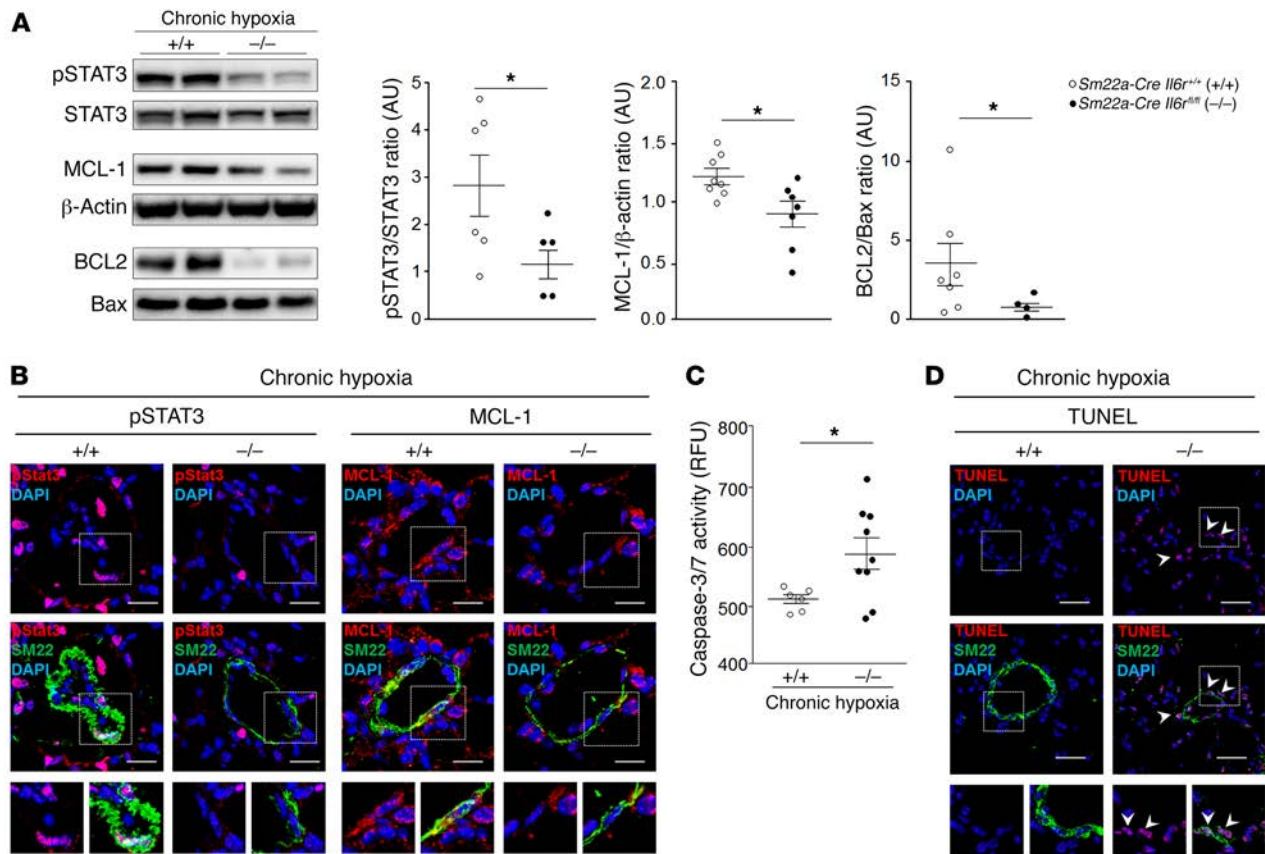 A
Chronic hypoxia
+/+ −/−
pSTAT3
STAT3
MCL-1
β-Actin
BCL2
Bax
pSTAT3/STAT3 ratio (AU)
5
4
3
2
1
0
*
MCL-1/β-actin ratio (AU)
2.0
1.5
1.0
0.5
0.0
*
BCL2/Bax ratio (AU)
15
10
5
0
*
○ Sm22a-Cre Il6r+/+ (+/+)
● Sm22a-Cre Il6rfl/fl (−/−)
B
Chronic hypoxia
pSTAT3 MCL-1
+/+ −/− +/+ −/−
pStat3 pStat3 MCL-1 MCL-1
DAPI DAPI DAPI DAPI
pStat3 pStat3 MCL-1 MCL-1
SM22 SM22 SM22 SM22
DAPI DAPI DAPI DAPI
C
Caspase-3/7 activity (RFU)
800
700
600
500
400
*
+/+ −/−
Chronic hypoxia
D
Chronic hypoxia
TUNEL
+/+ −/−
TUNEL TUNEL
DAPI DAPI
TUNEL TUNEL
SM22 SM22
DAPI DAPI